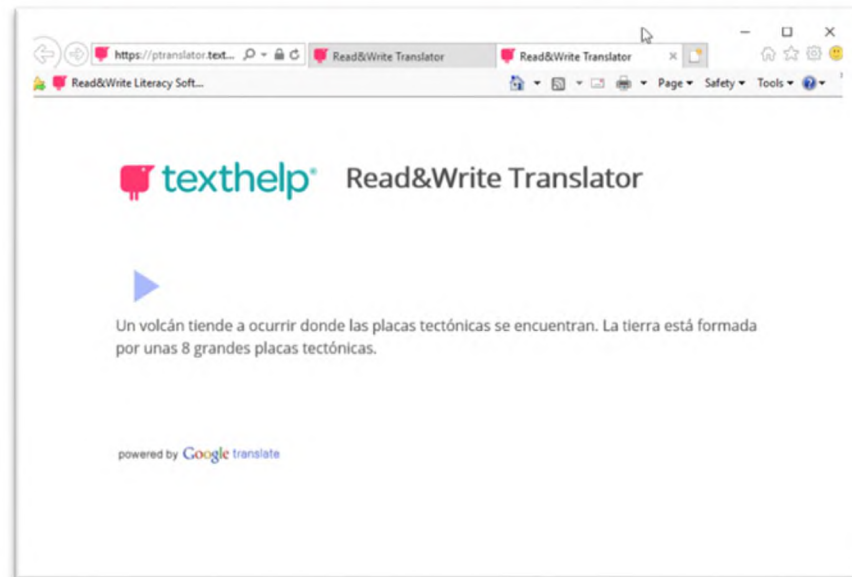 https://ptranslator.text...
Read&Write Translator
Read&Write Translator
Read&Write Literacy Soft...
Page
Safety
Tools
texthelp®
Read&Write Translator
Un volcán tiende a ocurrir donde las placas tectónicas se encuentran. La tierra está formada
por unas 8 grandes placas tectónicas.
powered by Google translate